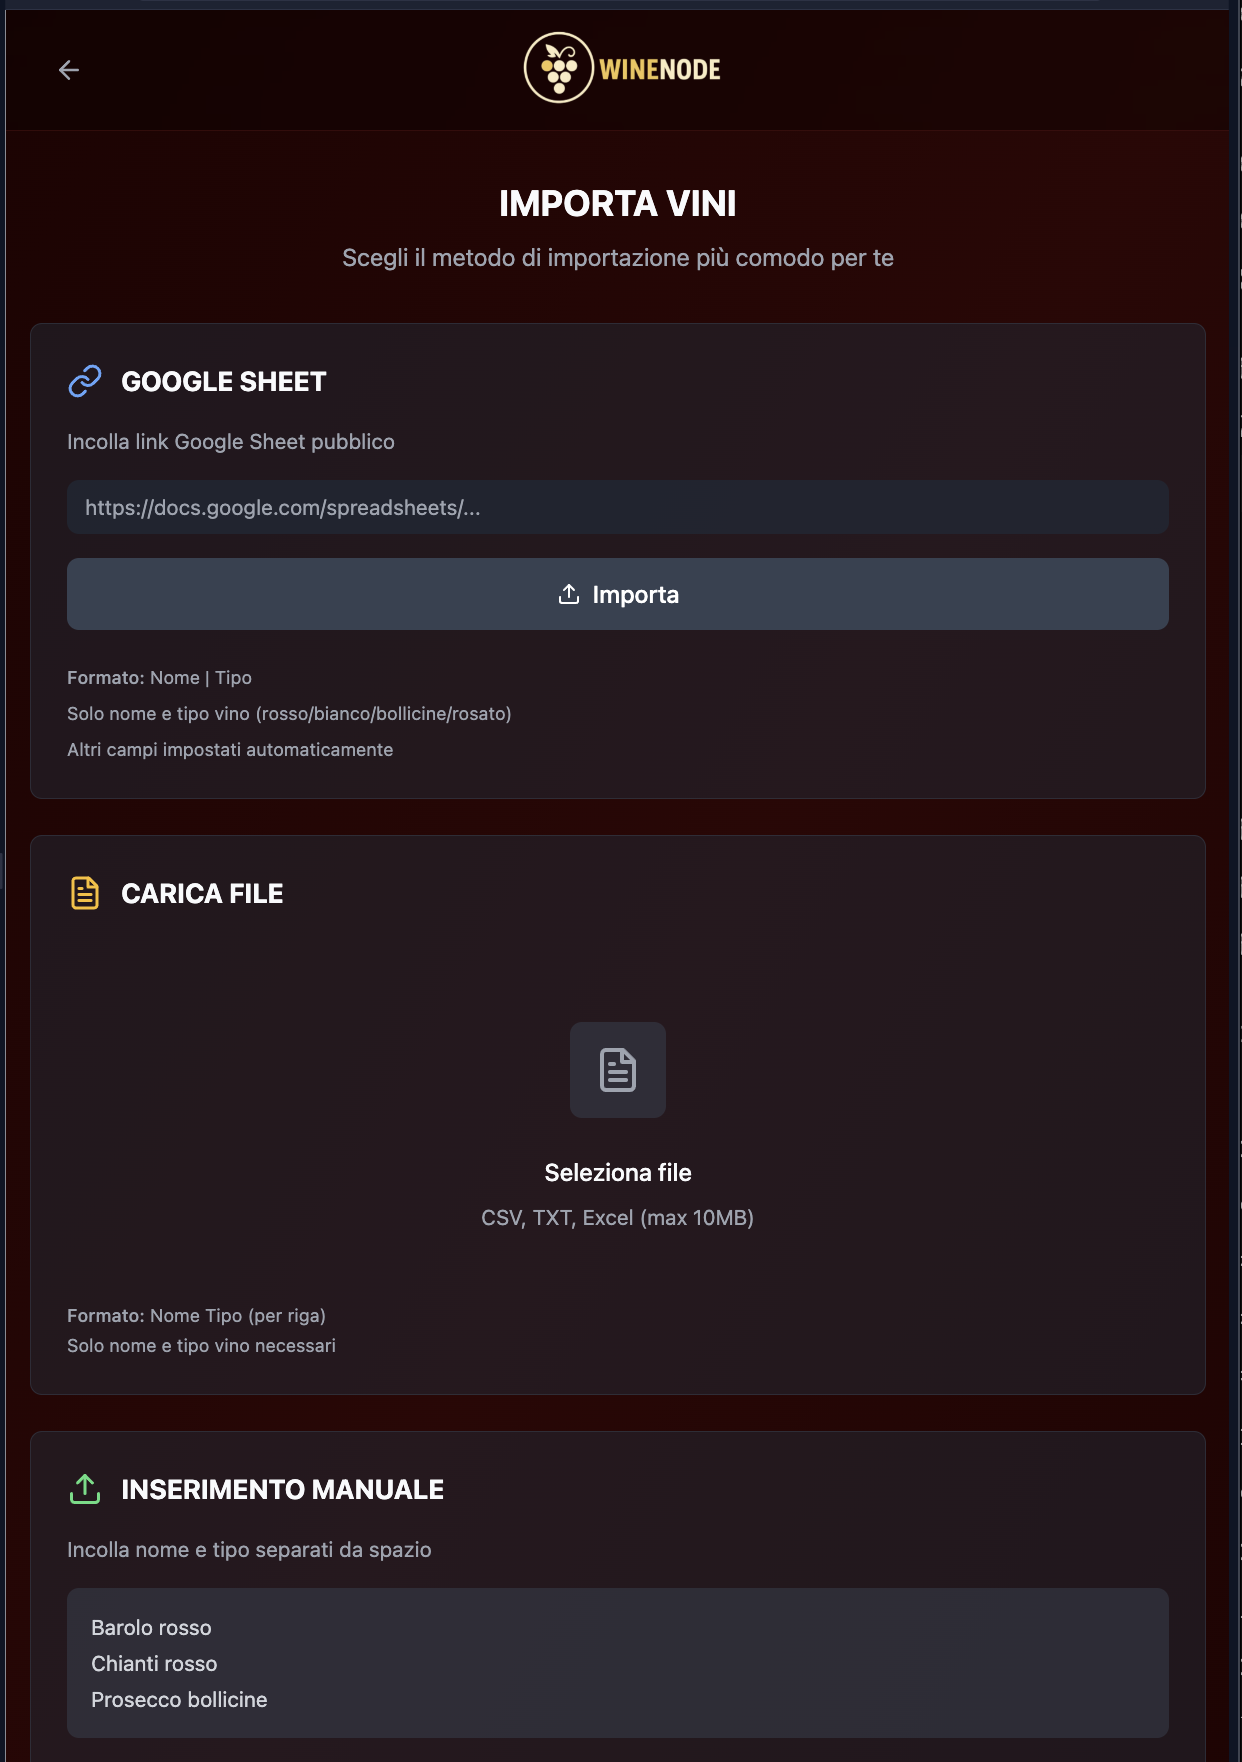 WINENODE
IMPORTA VINI
Scegli il metodo di importazione più comodo per te
GOOGLE SHEET
Incolla link Google Sheet pubblico
https://docs.google.com/spreadsheets/...
Importa
Formato: Nome | Tipo
Solo nome e tipo vino (rosso/bianco/bollicine/rosato)
Altri campi impostati automaticamente
CARICA FILE
Seleziona file
CSV, TXT, Excel (max 10MB)
Formato: Nome Tipo (per riga)
Solo nome e tipo vino necessari
INSERIMENTO MANUALE
Incolla nome e tipo separati da spazio
Barolo rosso
Chianti rosso
Prosecco bollicine